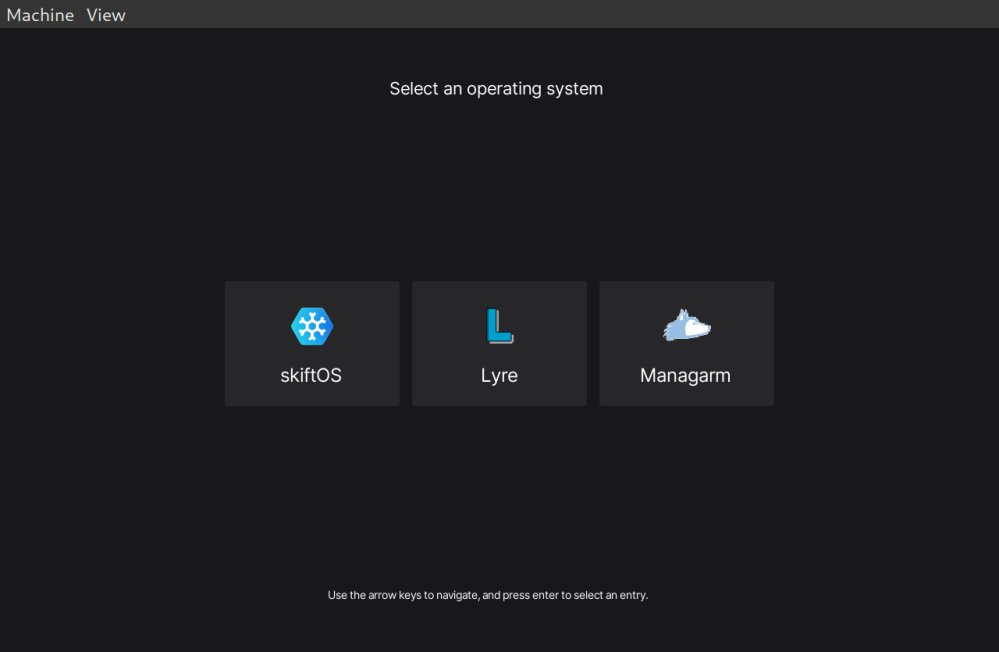 Machine View
Select an operating system
skiftOS Lyre Managarm
Use the arrow keys to navigate, and press enter to select an entry.